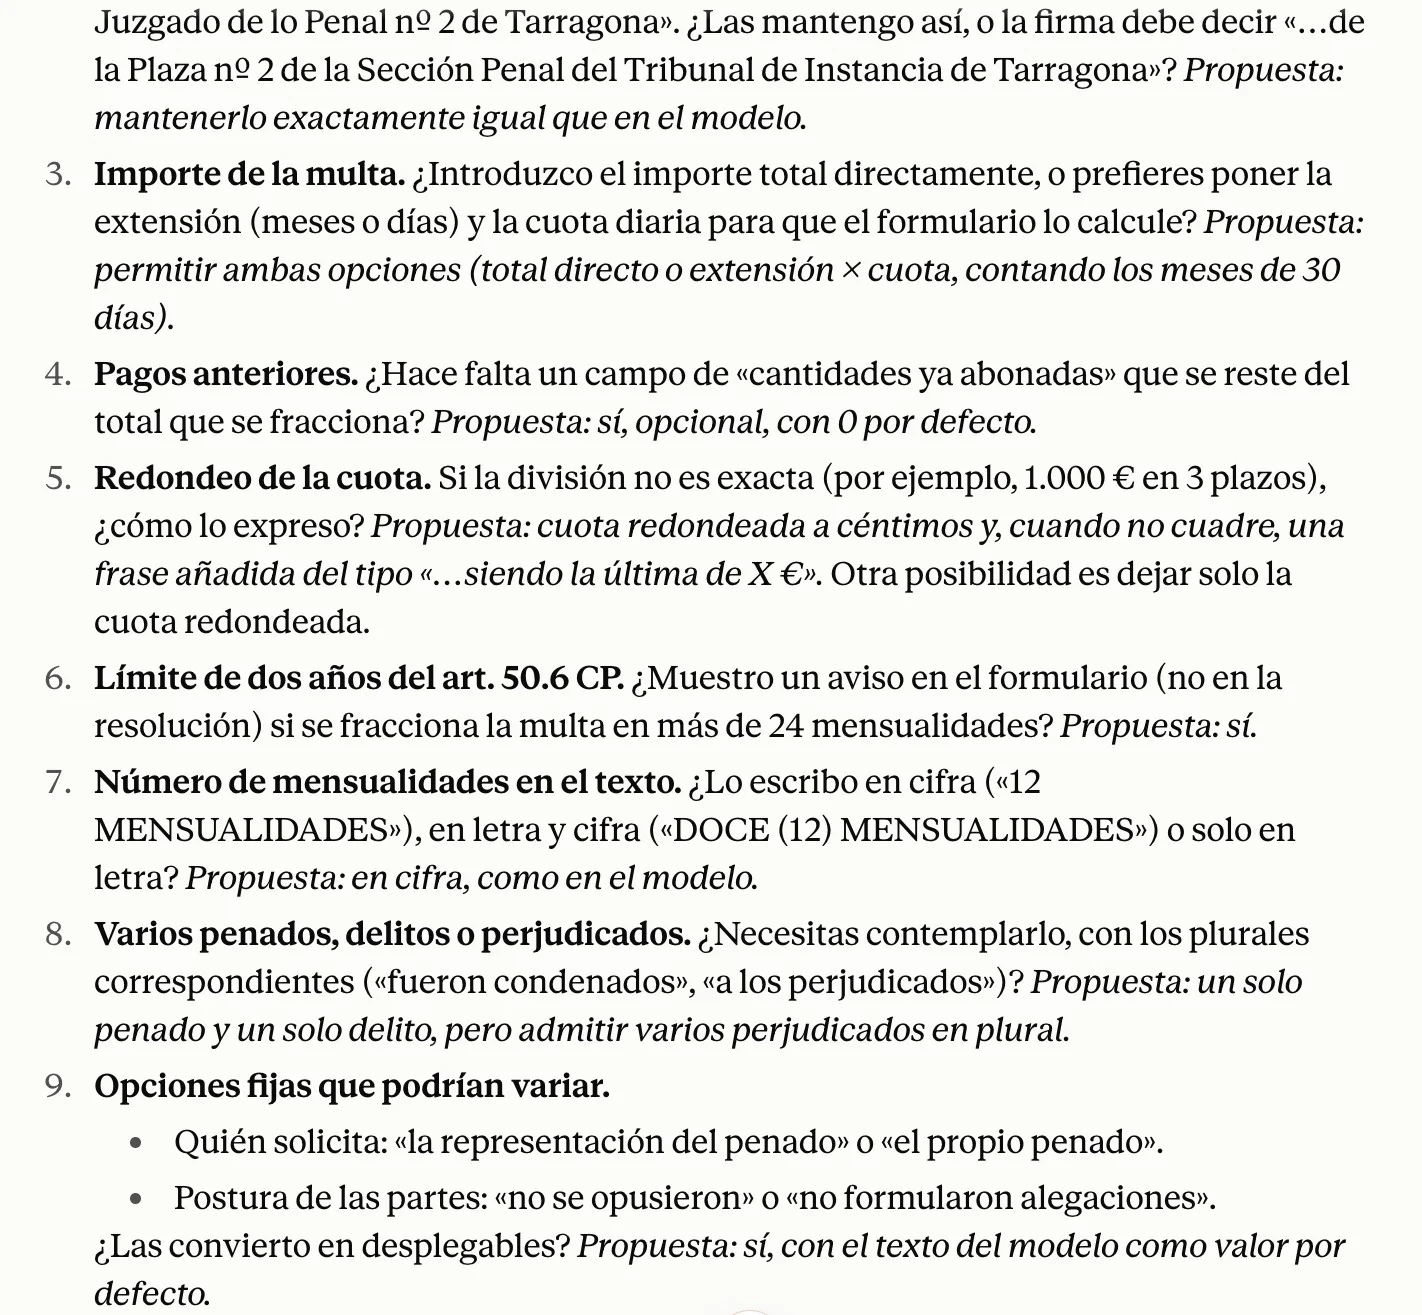 Juzgado de lo Penal nº 2 de Tarragona». ¿Las mantengo así, o la firma debe decir «…de
la Plaza nº 2 de la Sección Penal del Tribunal de Instancia de Tarragona»? Propuesta:
mantenerlo exactamente igual que en el modelo.
3. Importe de la multa. ¿Introduzco el importe total directamente, o prefieres poner la
extensión (meses o días) y la cuota diaria para que el formulario lo calcule? Propuesta:
permitir ambas opciones (total directo o extensión × cuota, contando los meses de 30
días).
4. Pagos anteriores. ¿Hace falta un campo de «cantidades ya abonadas» que se reste del
total que se fracciona? Propuesta: sí, opcional, con 0 por defecto.
5. Redondeo de la cuota. Si la división no es exacta (por ejemplo, 1.000 € en 3 plazos),
¿cómo lo expreso? Propuesta: cuota redondeada a céntimos y, cuando no cuadre, una
frase añadida del tipo «…siendo la última de X €». Otra posibilidad es dejar solo la
cuota redondeada.
6. Límite de dos años del art. 50.6 CP. ¿Muestro un aviso en el formulario (no en la
resolución) si se fracciona la multa en más de 24 mensualidades? Propuesta: sí.
7. Número de mensualidades en el texto. ¿Lo escribo en cifra («12
MENSUALIDADES»), en letra y cifra («DOCE (12) MENSUALIDADES») o solo en
letra? Propuesta: en cifra, como en el modelo.
8. Varios penados, delitos o perjudicados. ¿Necesitas contemplarlo, con los plurales
correspondientes («fueron condenados», «a los perjudicados»)? Propuesta: un solo
penado y un solo delito, pero admitir varios perjudicados en plural.
9. Opciones fijas que podrían variar.
• Quién solicita: «la representación del penado» o «el propio penado».
• Postura de las partes: «no se opusieron» o «no formularon alegaciones».
¿Las convierto en desplegables? Propuesta: sí, con el texto del modelo como valor por
defecto.